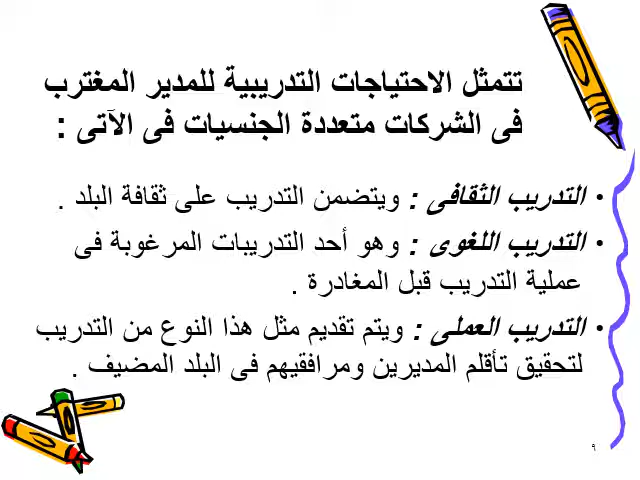 تتمثل الاحتياجات التدريبية للمدير المغترب
فى الشركات متعددة الجنسيات فى الآتى :
• التدريب الثقافى : ويتضمن التدريب على ثقافة البلد .
• التدريب اللغوى : وهو أحد التدريبات المرغوبة فى
عملية التدريب قبل المغادرة .
• التدريب العملى : ويتم تقديم مثل هذا النوع من التدريب
لتحقيق تأقلم المديرين ومرافقيهم فى البلد المضيف .
٩